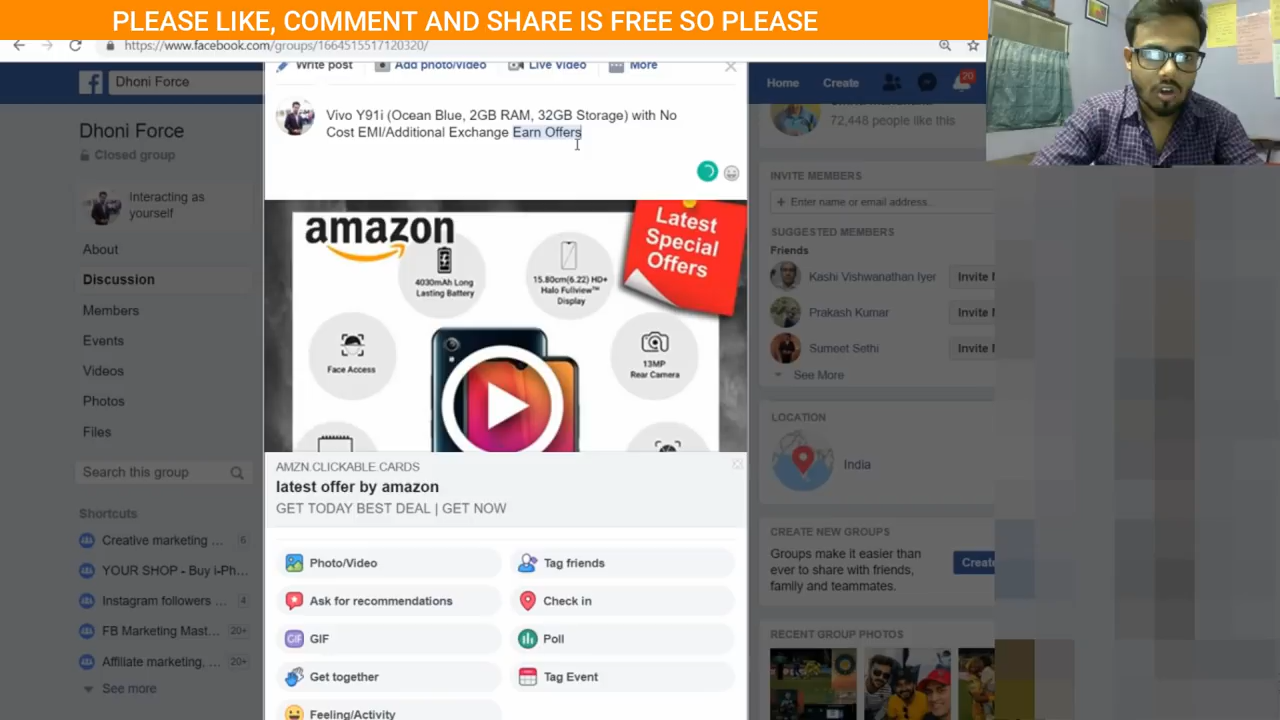 PLEASE LIKE, COMMENT AND SHARE IS FREE SO PLEASE
https://www.facebook.com/groups/1664515517120320/
Dhoni Force
Home
Create
20
Dhoni Force
Closed group
Interacting as
yourself
About
Discussion
Members
Events
Videos
Photos
Files
Search this group
Shortcuts
Creative marketing ... 6
YOUR SHOP - Buy i-Ph...
Instagram followers ... 4
FB Marketing Mast... 20+
Affiliate marketing, ... 20+
See more
Write post
Add photo/video
Live video
More
Vivo Y91i (Ocean Blue, 2GB RAM, 32GB Storage) with No
Cost EMI/Additional Exchange Earn Offers
amazon
Latest
Special
Offers
4030mAh Long
Lasting Battery
15.80cm(6.22) HD+
Halo Fullview™
Display
Face Access
13MP
Rear Camera
AMZN.CLICKABLE.CARDS
latest offer by amazon
GET TODAY BEST DEAL | GET NOW
Photo/Video
Tag friends
Ask for recommendations
Check in
GIF
GIF
Poll
Get together
Tag Event
Feeling/Activity
72,448 people like this
INVITE MEMBERS
+ Enter name or email address..
SUGGESTED MEMBERS
Friends
Kashi Vishwanathan Iyer
Invite
Prakash Kumar
Invite
Sumeet Sethi
Invite
See More
LOCATION
India
CREATE NEW GROUPS
Groups make it easier than
ever to share with friends,
family and teammates.
RECENT GROUP PHOTOS